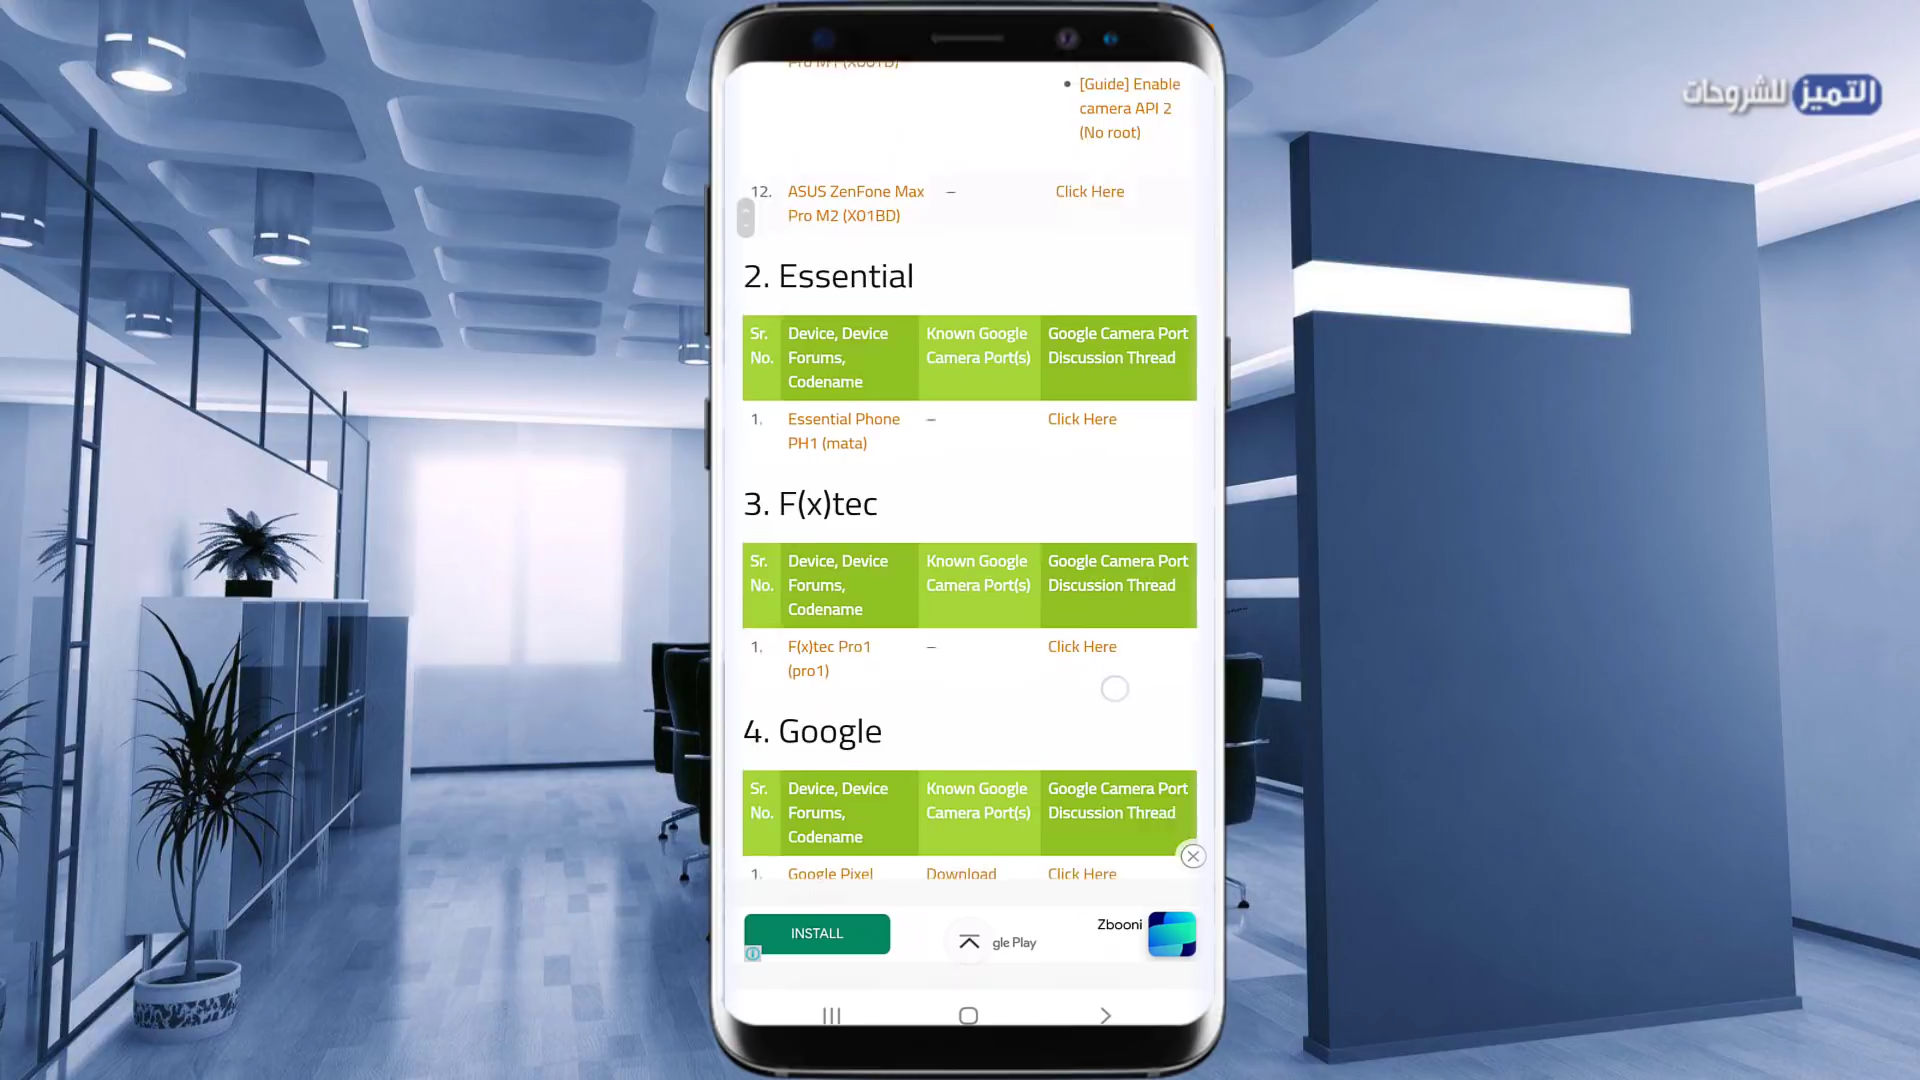 Pro M1 (X001D)
[Guide] Enable
camera API 2
(No root)
التميز للشروحات
12. ASUS ZenFone Max – Click Here
Pro M2 (X01BD)
2. Essential
Sr. Device, Device Known Google Google Camera Port
No. Forums, Camera Port(s) Discussion Thread
Codename
1. Essential Phone – Click Here
PH1 (mata)
3. F(x)tec
Sr. Device, Device Known Google Google Camera Port
No. Forums, Camera Port(s) Discussion Thread
Codename
1. F(x)tec Pro1 – Click Here
(pro1)
4. Google
Sr. Device, Device Known Google Google Camera Port
No. Forums, Camera Port(s) Discussion Thread
Codename
1. Google Pixel Download Click Here
INSTALL gle Play Zbooni